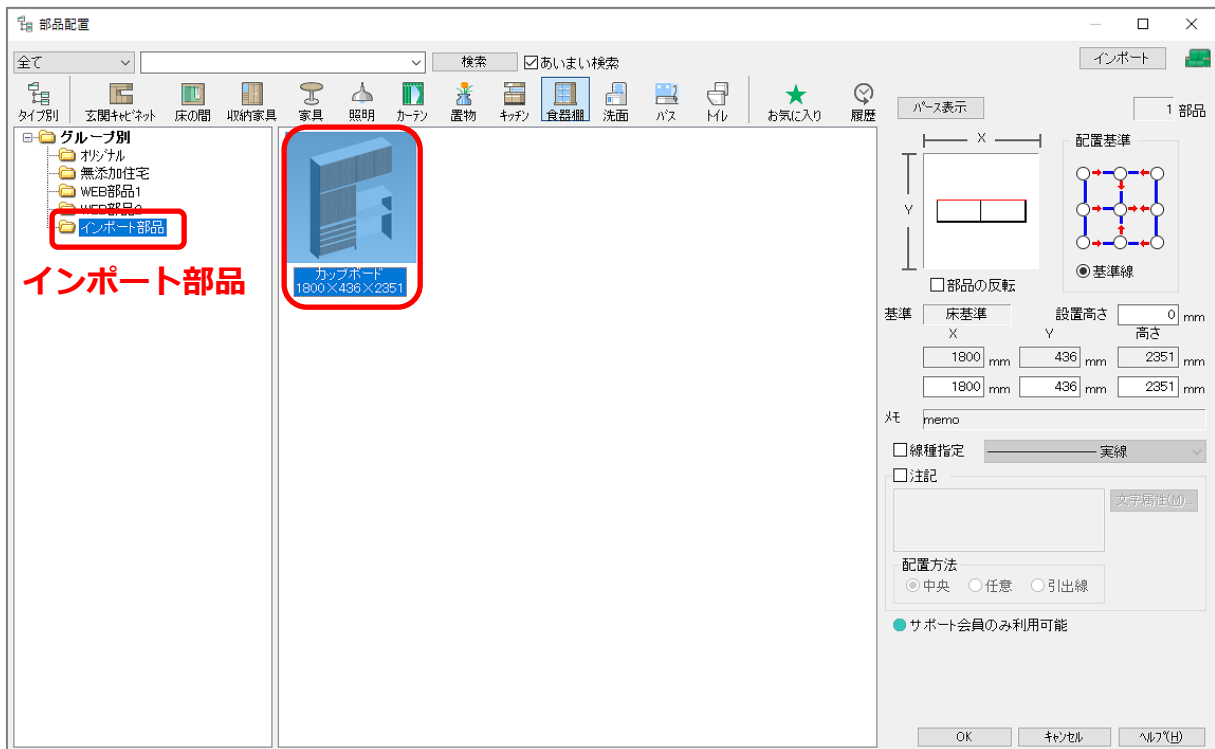 部品配置
全て 検索 あいまい検索 インポート
タイプ別 玄関キャビネット 床の間 収納家具 家具 照明 カーテン 置物 キッチン 食器棚 洗面 バス トイレ お気に入り 履歴
パース表示 1 部品
グループ別
オリジナル
無添加住宅
WEB部品1
WEB部品2
インポート部品
インポート部品
カップボード
1800×436×2351
X
Y
部品の反転
配置基準
基準線
基準 床基準 設置高さ 0 mm
X Y 高さ
1800 mm 436 mm 2351 mm
1800 mm 436 mm 2351 mm
メモ memo
線種指定 実線
注記
文字属性(M)...
配置方法
中央 任意 引出線
サポート会員のみ利用可能
OK キャンセル ヘルプ(H)